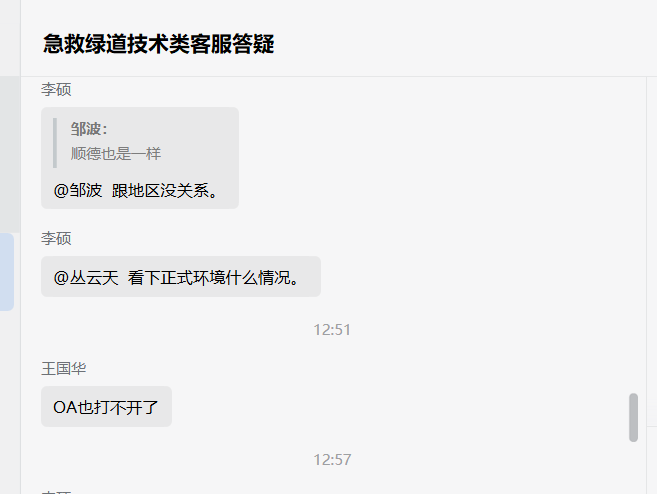 急救绿道技术类客服答疑
李硕
邹波：
顺德也是一样
@邹波 跟地区没关系。
李硕
@丛云天 看下正式环境什么情况。
12:51
王国华
OA也打不开了
12:57